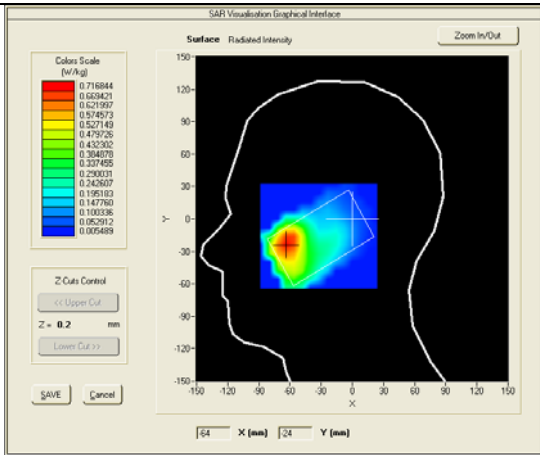 SAR Visualisation Graphical Interface
Surface Radiated Intensity
Zoom In/Out
Colors Scale
(W/kg)
0.716844
0.669421
0.621997
0.574573
0.527149
0.479726
0.432302
0.384878
0.337455
0.290031
0.242607
0.195183
0.147760
0.100336
0.052912
0.005489
Z-Cuts Control
<< Upper Cut
Z = 0.2 mm
Lower Cut >>
SAVE Cancel
150-
120-
90-
60-
30-
0-
-30-
-60-
-90-
-120-
-150-
Y
-150 -120 -90 -60 -30 0 30 60 90 120 150
X
-64 X (mm) -24 Y (mm)